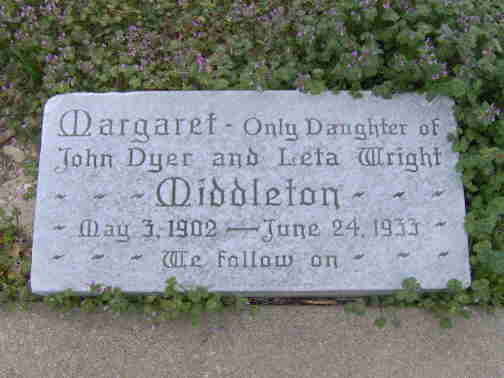 Margaret - Only Daughter of
John Dyer and Leta Wright
~ ~ ~ Middleton ~ ~ ~
~ May 3, 1902 — June 24, 1933 ~
~ ~ ~ We follow on ~ ~ ~